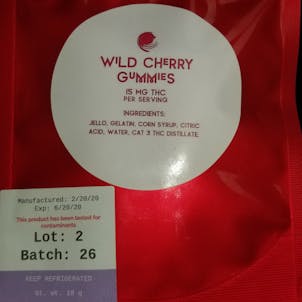 WILD CHERRY
GUMMIES
15 MG THC
PER SERVING
INGREDIENTS:
JELLO, GELATIN, CORN SYRUP, CITRIC
ACID, WATER, CAT 3 THC DISTILLATE
Manufactured: 2/20/20
Exp: 6/20/20
This product has been tested for
contaminants
Lot: 2
Batch: 26
KEEP REFRIGERATED
wt. 18 g